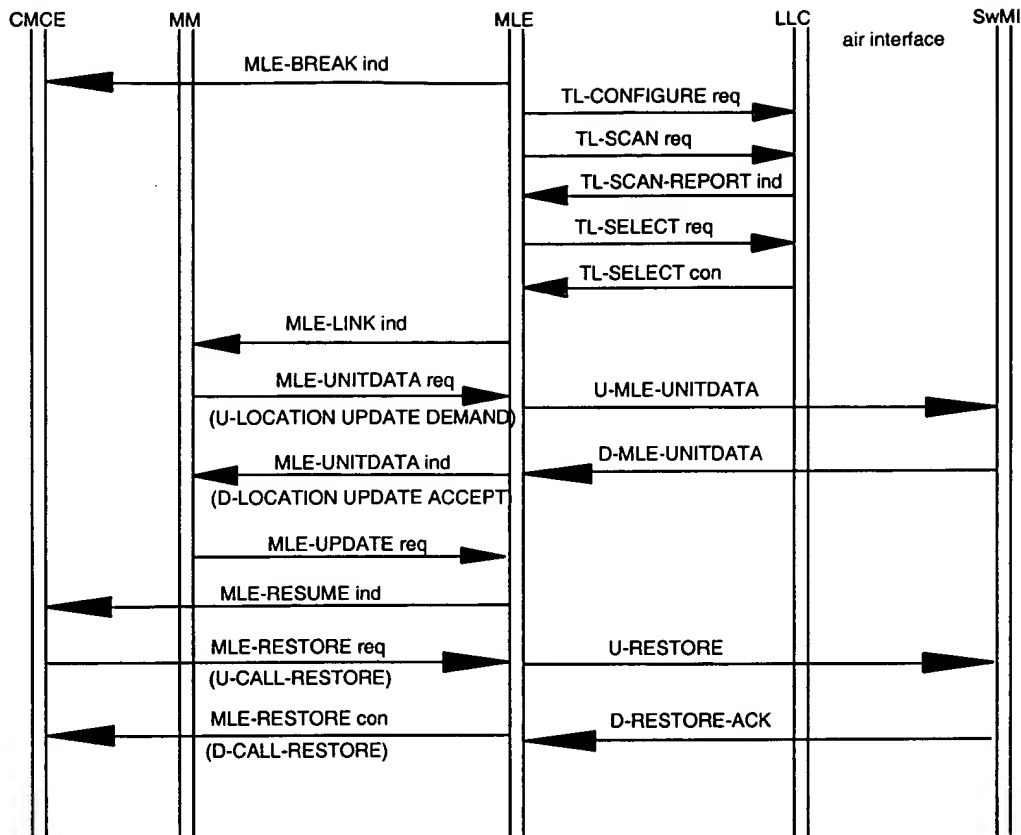 CMCE MM MLE LLC SwMI
air interface
MLE-BREAK ind
TL-CONFIGURE req
TL-SCAN req
TL-SCAN-REPORT ind
TL-SELECT req
TL-SELECT con
MLE-LINK ind
MLE-UNITDATA req
U-MLE-UNITDATA
(U-LOCATION UPDATE DEMAND)
D-MLE-UNITDATA
MLE-UNITDATA ind
(D-LOCATION UPDATE ACCEPT)
MLE-UPDATE req
MLE-RESUME ind
MLE-RESTORE req
U-RESTORE
(U-CALL-RESTORE)
MLE-RESTORE con
D-RESTORE-ACK
(D-CALL-RESTORE)